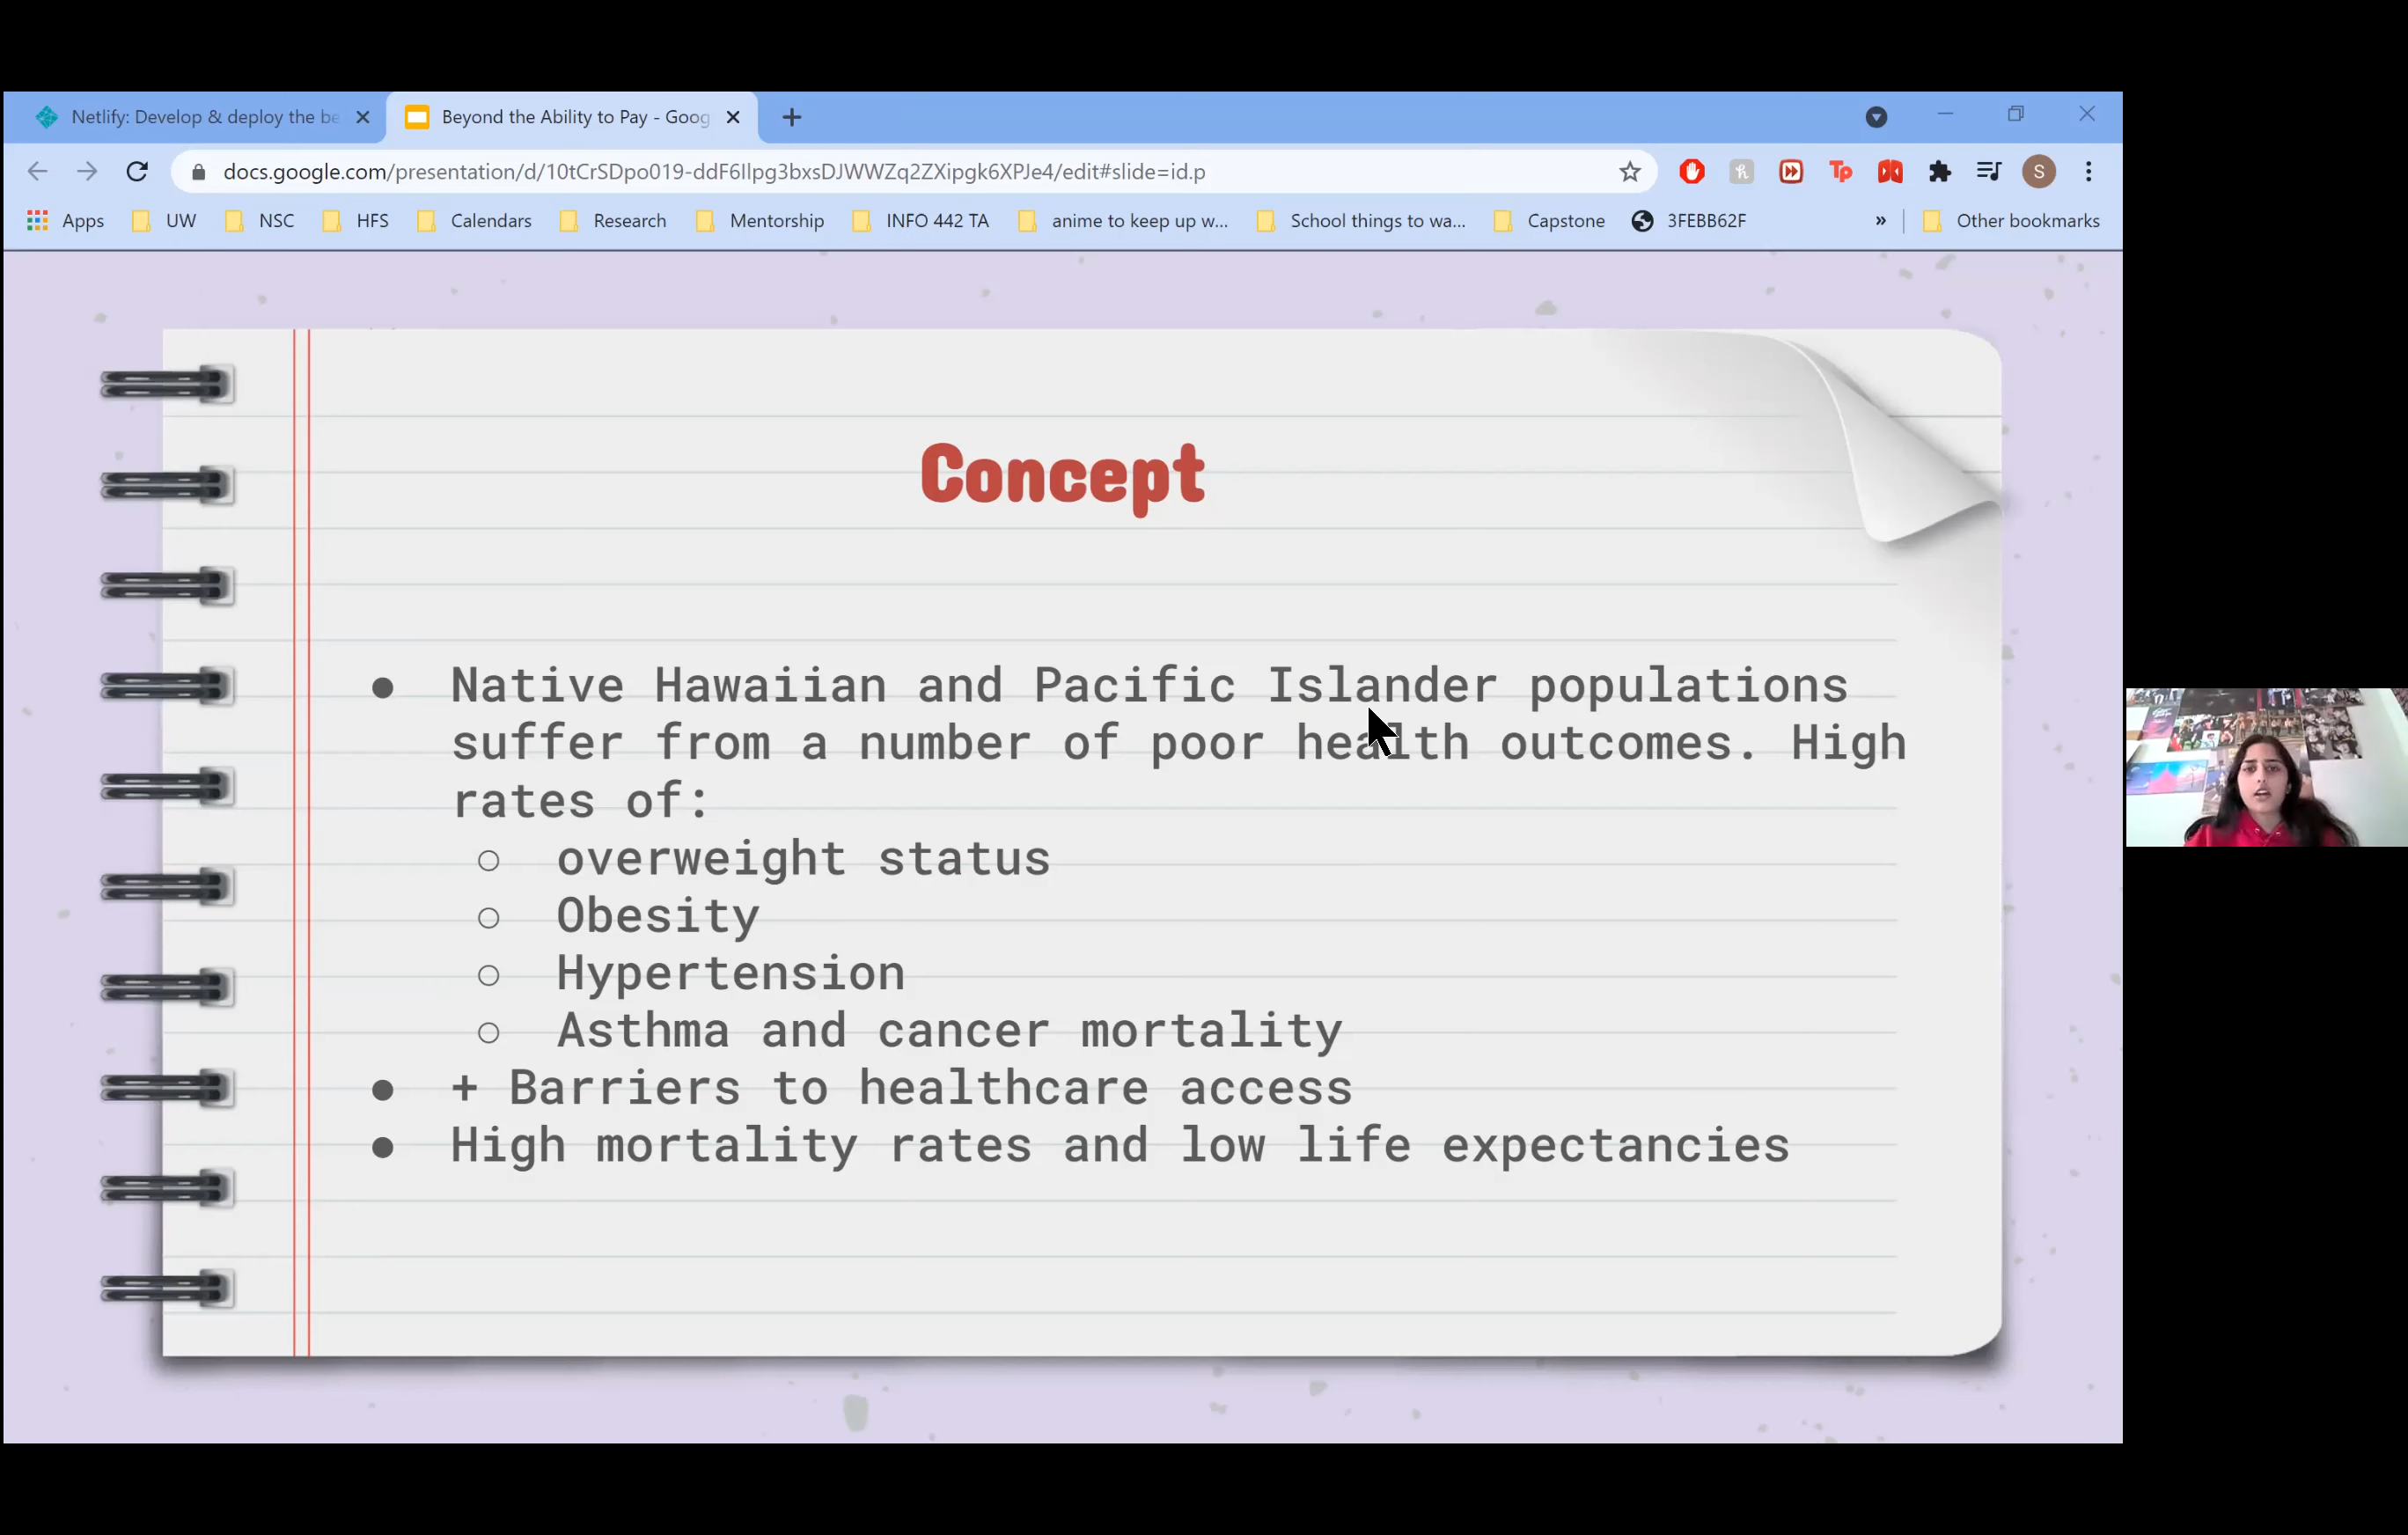 Netlify: Develop & deploy the be
Beyond the Ability to Pay - Goog
docs.google.com/presentation/d/10tCrSDpo019-ddF6Ilpg3bxsDJWWZq2ZXipgk6XPJe4/edit#slide=id.p
Tp
S
Apps UW NSC HFS Calendars Research Mentorship INFO 442 TA anime to keep up w... School things to wa... Capstone 3FEBB62F » Other bookmarks
Concept
● Native Hawaiian and Pacific Islander populations
suffer from a number of poor health outcomes. High
rates of:
○ overweight status
○ Obesity
○ Hypertension
○ Asthma and cancer mortality
● + Barriers to healthcare access
● High mortality rates and low life expectancies